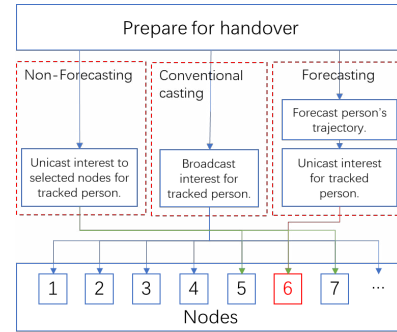 Prepare for handover
Non-Forecasting
Conventional
casting
Forecasting
Forecast person's
trajectory.
Unicast interest to
selected nodes for
tracked person.
Broadcast
interest for
tracked person.
Unicast interest
for tracked
person.
1 2 3 4 5 6 7 ...
Nodes